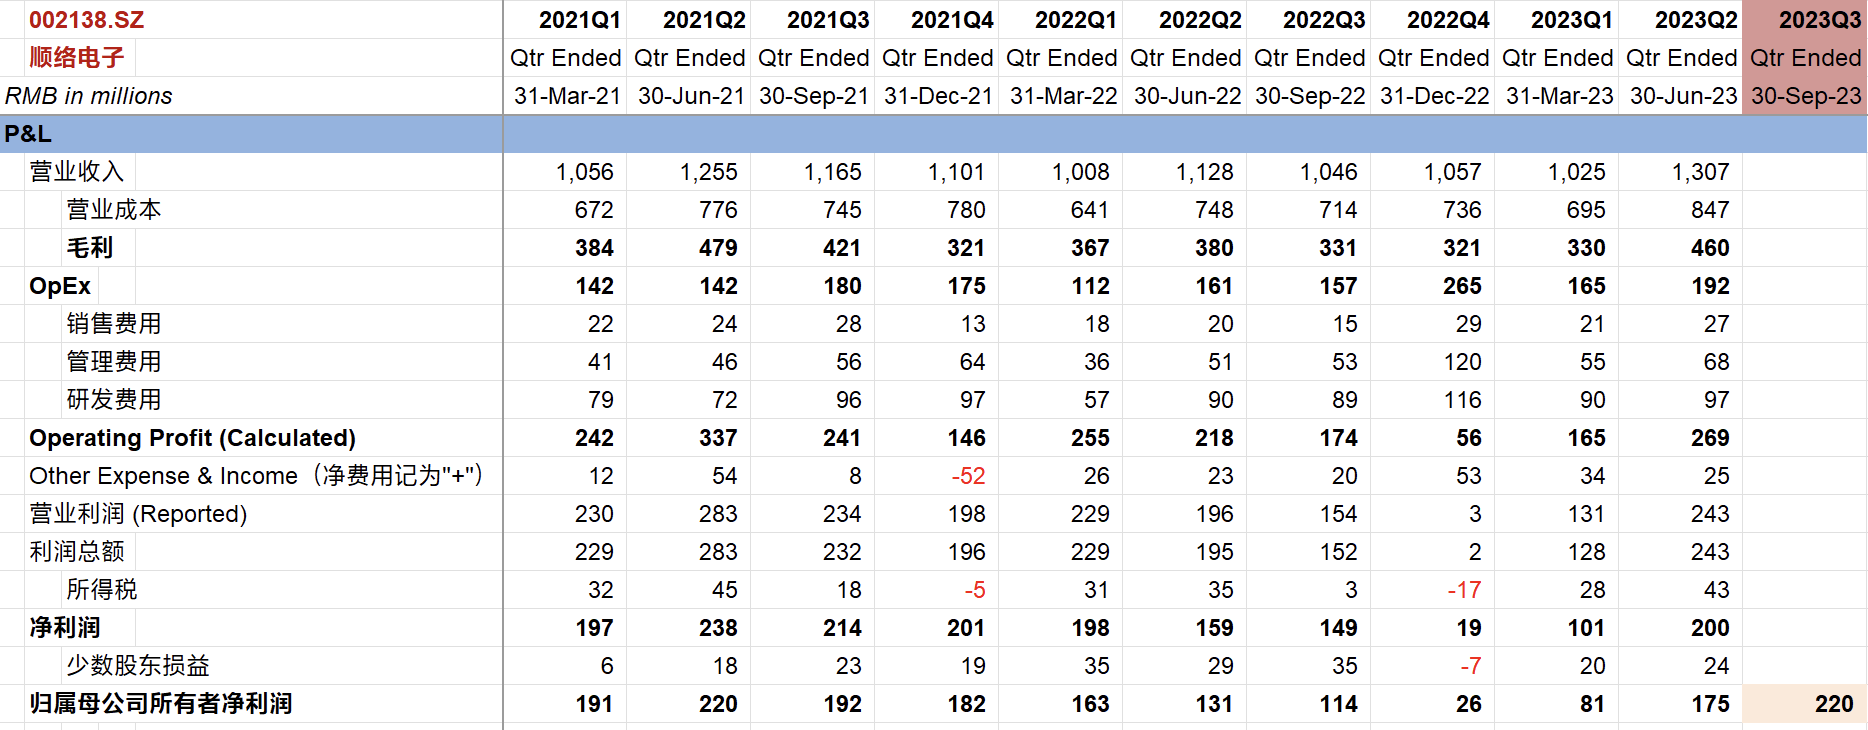 002138.SZ 2021Q1 2021Q2 2021Q3 2021Q4 2022Q1 2022Q2 2022Q3 2022Q4 2023Q1 2023Q2 2023Q3
顺络电子 Qtr Ended Qtr Ended Qtr Ended Qtr Ended Qtr Ended Qtr Ended Qtr Ended Qtr Ended Qtr Ended Qtr Ended Qtr Ended
RMB in millions 31-Mar-21 30-Jun-21 30-Sep-21 31-Dec-21 31-Mar-22 30-Jun-22 30-Sep-22 31-Dec-22 31-Mar-23 30-Jun-23 30-Sep-23
P&L
营业收入 1,056 1,255 1,165 1,101 1,008 1,128 1,046 1,057 1,025 1,307
营业成本 672 776 745 780 641 748 714 736 695 847
毛利 384 479 421 321 367 380 331 321 330 460
OpEx 142 142 180 175 112 161 157 265 165 192
销售费用 22 24 28 13 18 20 15 29 21 27
管理费用 41 46 56 64 36 51 53 120 55 68
研发费用 79 72 96 97 57 90 89 116 90 97
Operating Profit (Calculated) 242 337 241 146 255 218 174 56 165 269
Other Expense & Income（净费用记为"+"） 12 54 8 -52 26 23 20 53 34 25
营业利润 (Reported) 230 283 234 198 229 196 154 3 131 243
利润总额 229 283 232 196 229 195 152 2 128 243
所得税 32 45 18 -5 31 35 3 -17 28 43
净利润 197 238 214 201 198 159 149 19 101 200
少数股东损益 6 18 23 19 35 29 35 -7 20 24
归属母公司所有者净利润 191 220 192 182 163 131 114 26 81 175 220